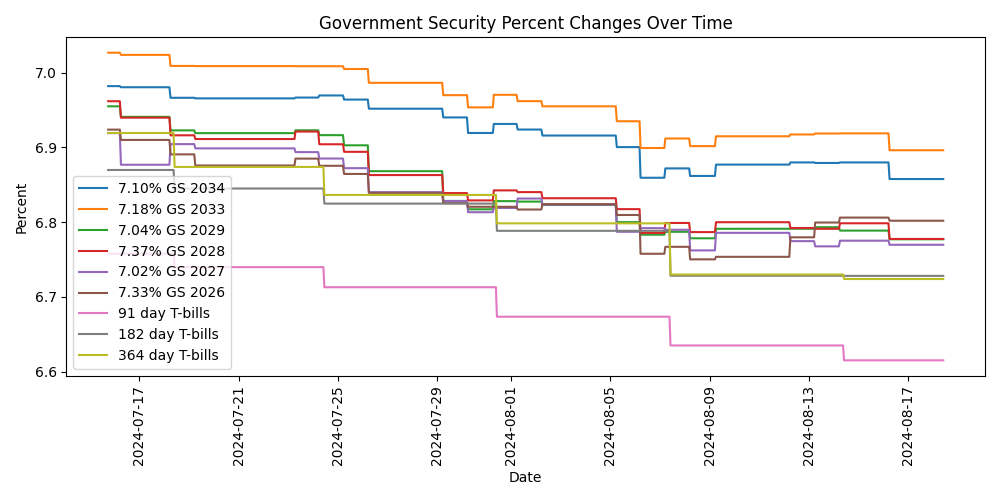 Government Security Percent Changes Over Time
Percent
7.0
6.9
6.8
6.7
6.6
7.10% GS 2034
7.18% GS 2033
7.04% GS 2029
7.37% GS 2028
7.02% GS 2027
7.33% GS 2026
91 day T-bills
182 day T-bills
364 day T-bills
2024-07-17
2024-07-21
2024-07-25
2024-07-29
2024-08-01
2024-08-05
2024-08-09
2024-08-13
2024-08-17
Date